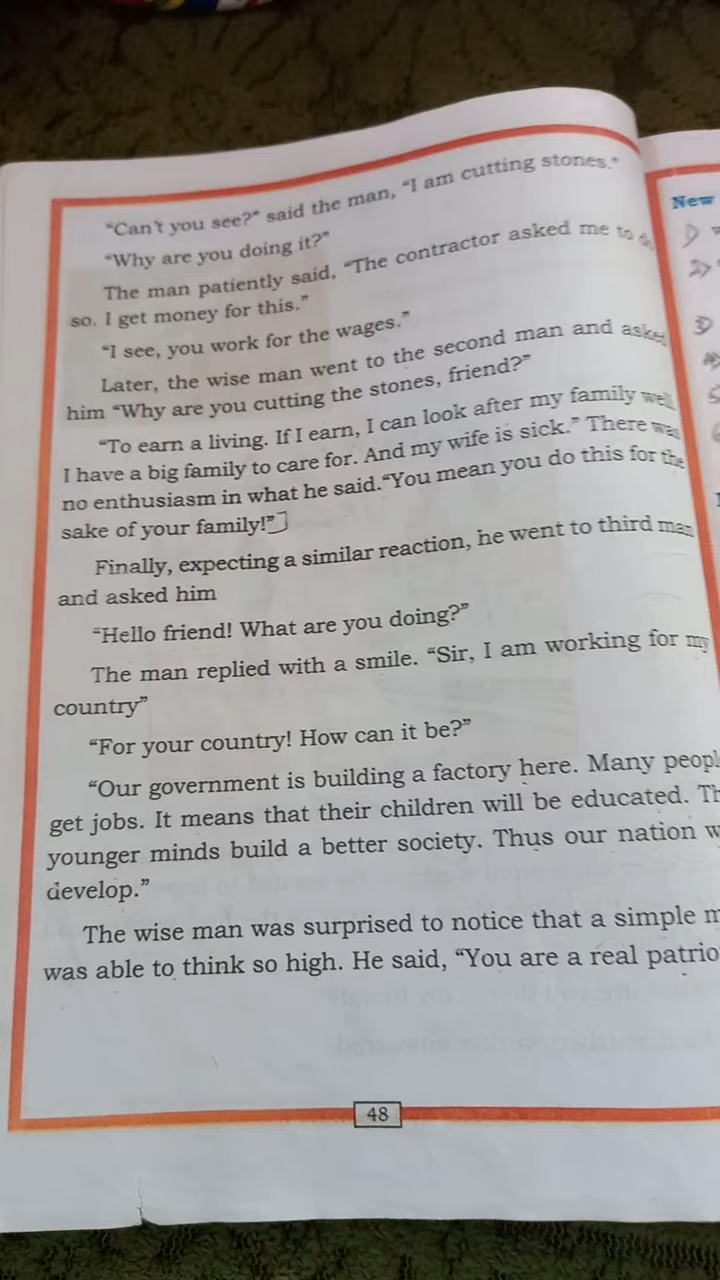 "Can't you see?" said the man, "I am cutting stones."
"Why are you doing it?"
The man patiently said, "The contractor asked me to
so. I get money for this."
"I see, you work for the wages."
Later, the wise man went to the second man and
him "Why are you cutting the stones, friend?"
"To earn a living. If I earn, I can look after my family
I have a big family to care for. And my wife is sick." There was
no enthusiasm in what he said."You mean you do this for the
sake of your family!"
Finally, expecting a similar reaction, he went to third man
and asked him
"Hello friend! What are you doing?"
The man replied with a smile. "Sir, I am working for my
country"
"For your country! How can it be?"
"Our government is building a factory here. Many
get jobs. It means that their children will be educated.
younger minds build a better society. Thus our nation
develop."
The wise man was surprised to notice that a simple
was able to think so high. He said, "You are a real
48
New